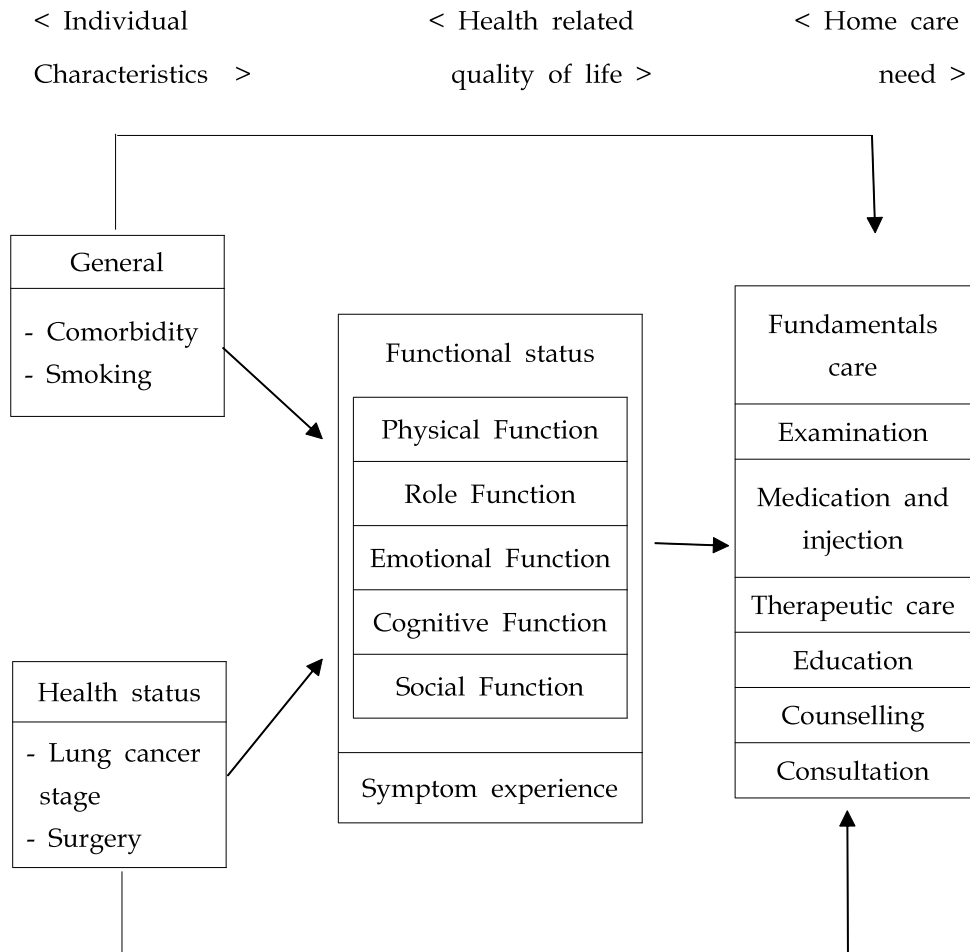 < Individual
Characteristics >
< Health related
quality of life >
< Home care
need >
General
- Comorbidity
- Smoking
Health status
- Lung cancer
stage
- Surgery
Functional status
Physical Function
Role Function
Emotional Function
Cognitive Function
Social Function
Symptom experience
Fundamentals
care
Examination
Medication and
injection
Therapeutic care
Education
Counselling
Consultation